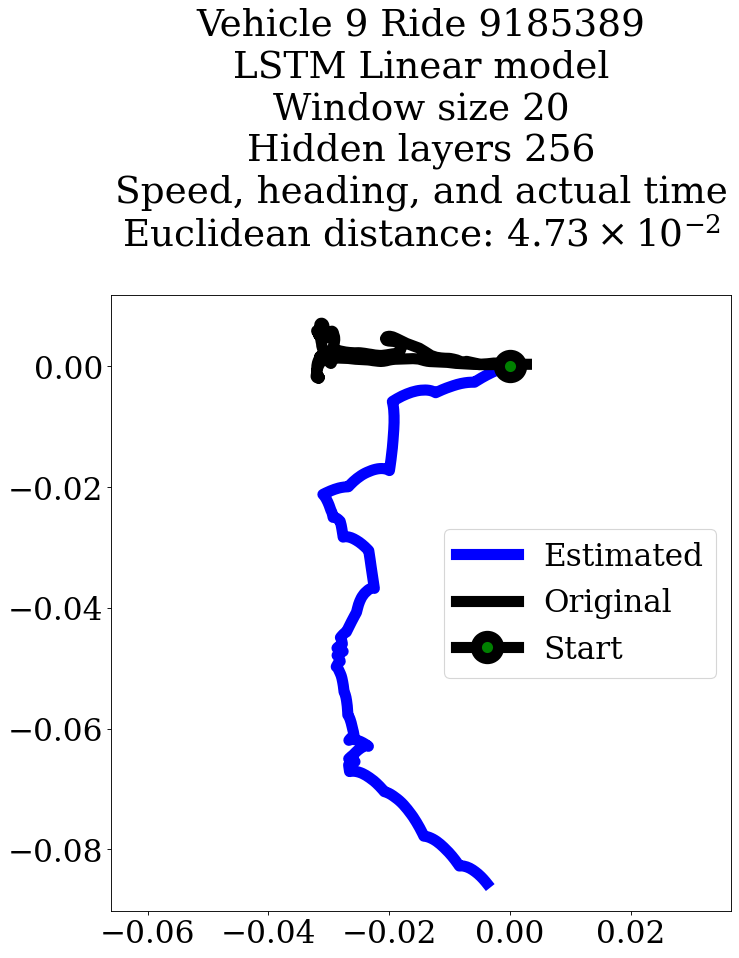 Vehicle 9 Ride 9185389
LSTM Linear model
Window size 20
Hidden layers 256
Speed, heading, and actual time
Euclidean distance: 4.73 × 10⁻²
0.00
−0.02
−0.04
−0.06
−0.08
Estimated
Original
Start
−0.06 −0.04 −0.02 0.00 0.02